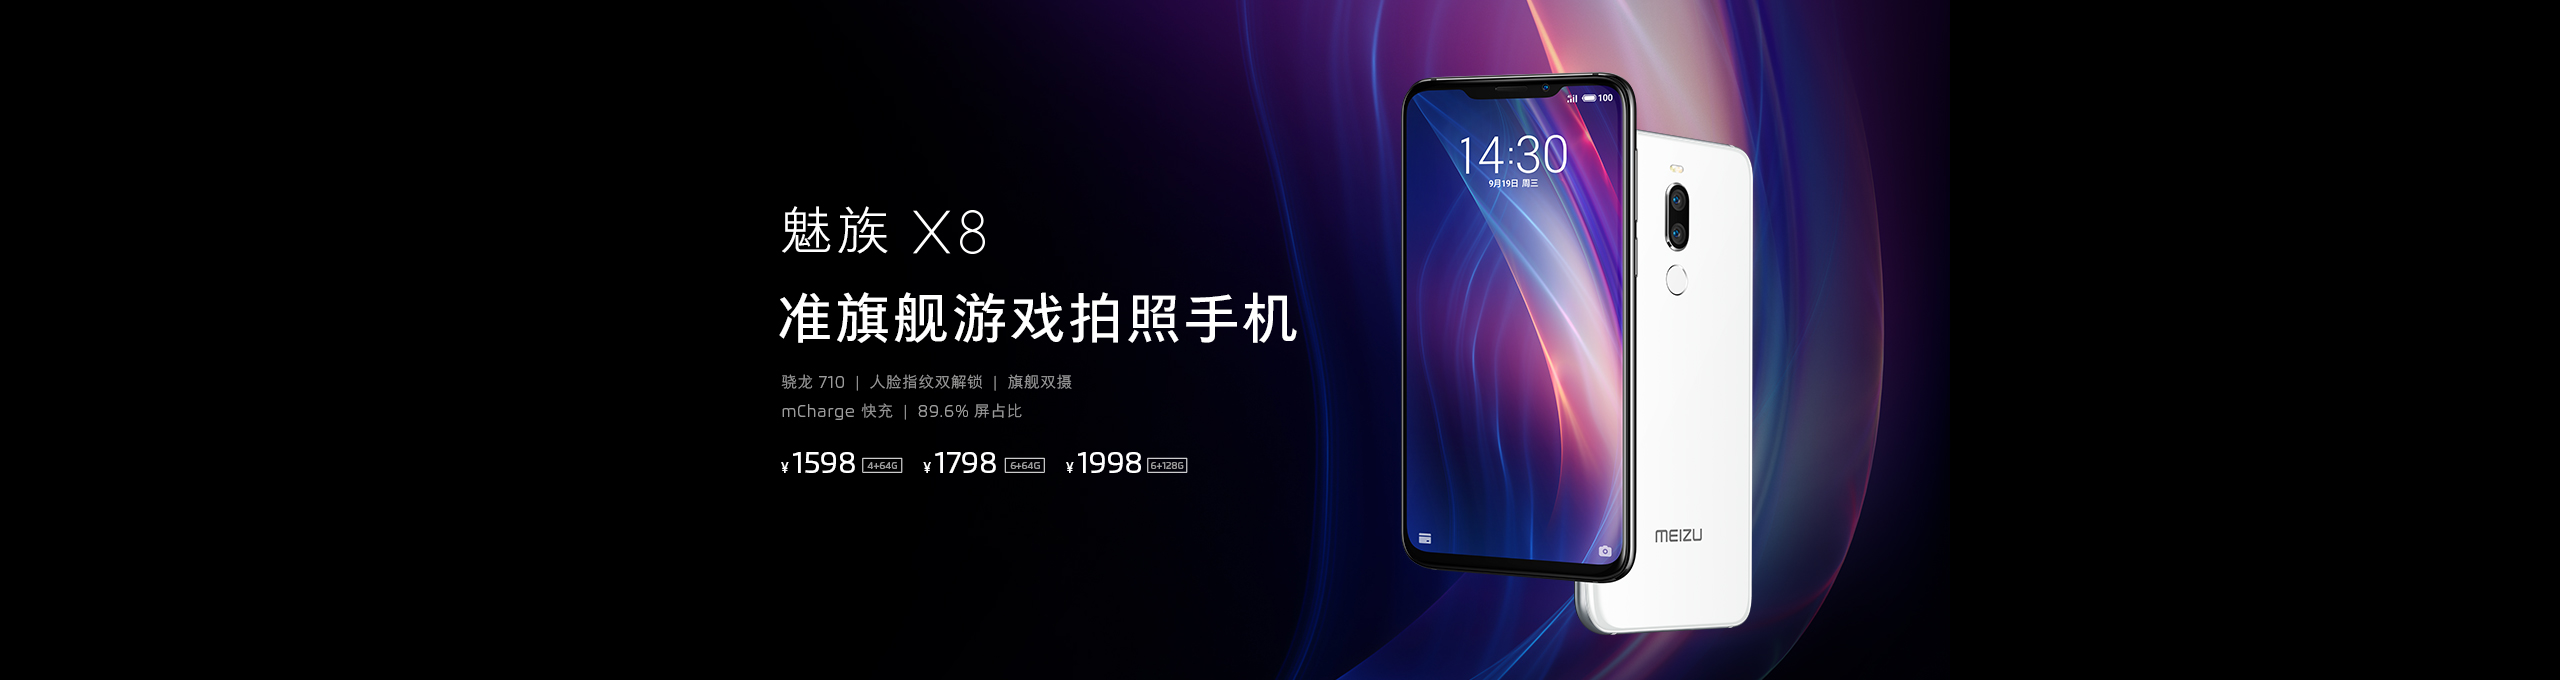 魅族 X8
准旗舰游戏拍照手机
骁龙 710 | 人脸指纹双解锁 | 旗舰双摄
mCharge 快充 | 89.6% 屏占比
¥1598 4+64G ¥1798 6+64G ¥1998 6+128G
100
14:30
9月19日 周三
MEIZU